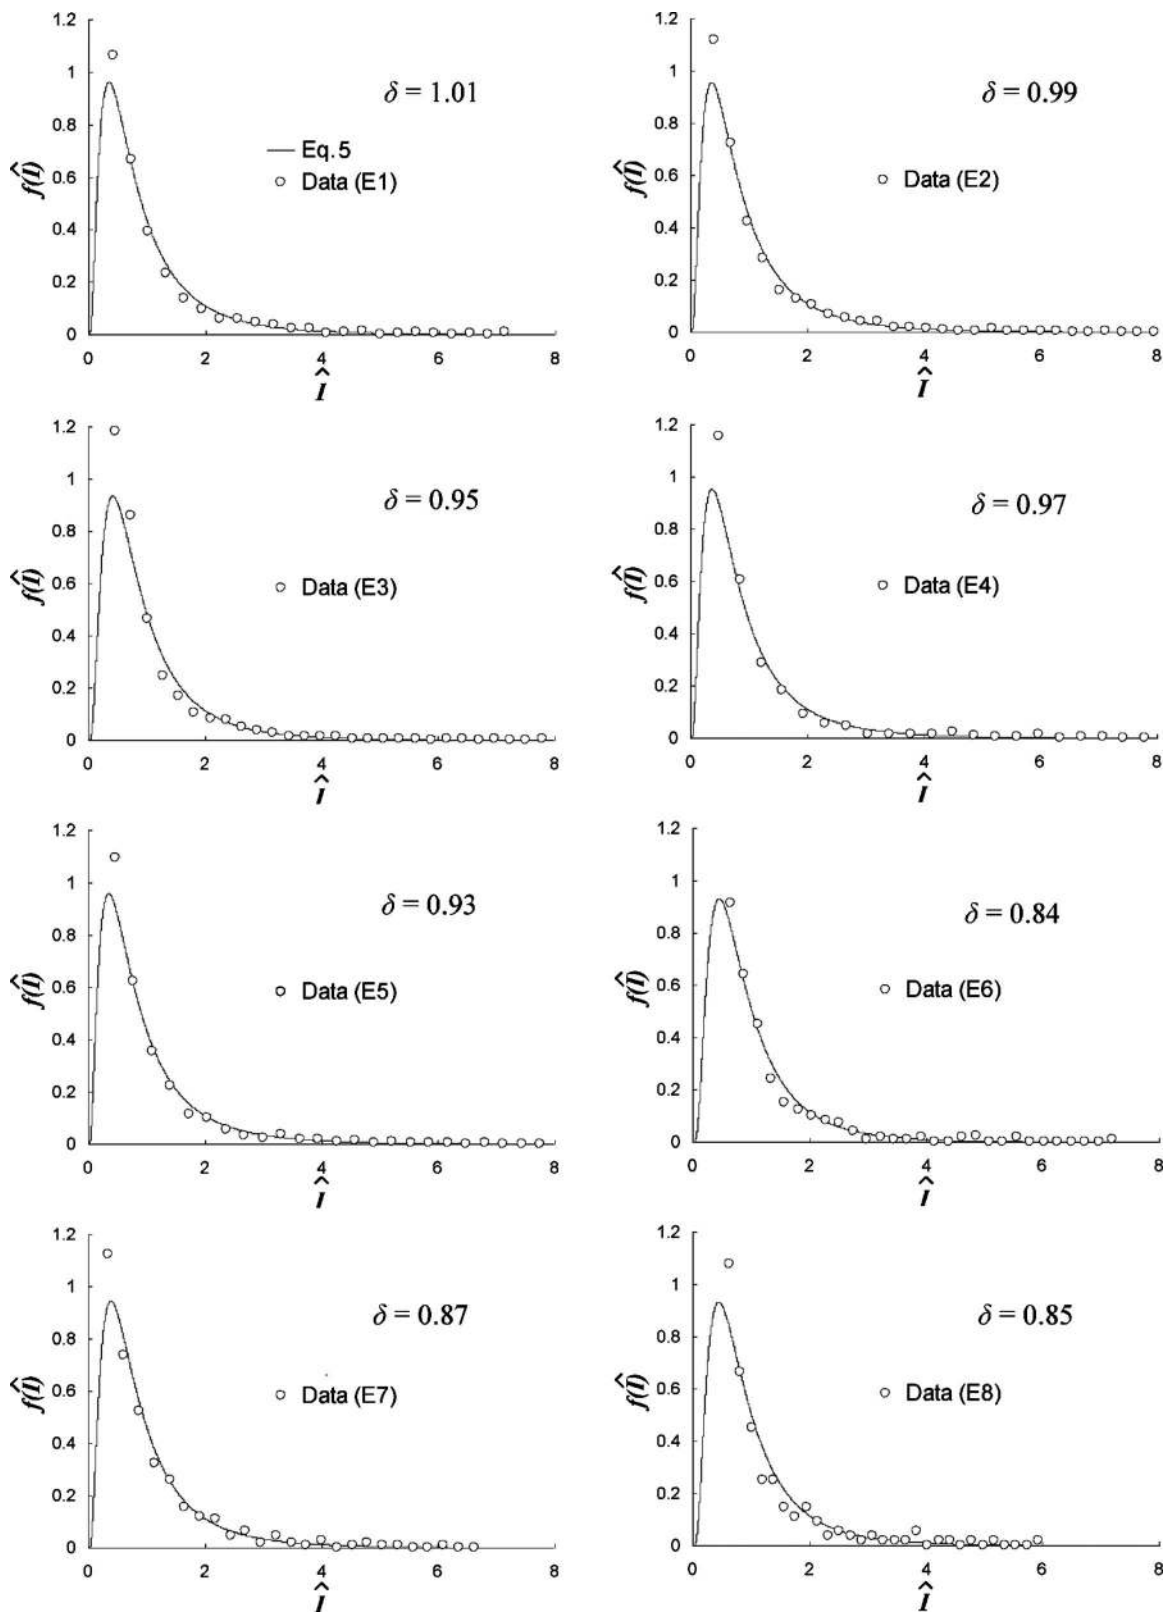 1.2
1
0.8
0.6
0.4
0.2
0
f(Î)
δ = 1.01
Eq.5
Data (E1)
0 2 4 6 8
Î
1.2
1
0.8
0.6
0.4
0.2
0
f(Î)
δ = 0.99
Data (E2)
0 2 4 6 8
Î
1.2
1
0.8
0.6
0.4
0.2
0
f(Î)
δ = 0.95
Data (E3)
0 2 4 6 8
Î
1.2
1
0.8
0.6
0.4
0.2
0
f(Î)
δ = 0.97
Data (E4)
0 2 4 6 8
Î
1.2
1
0.8
0.6
0.4
0.2
0
f(Î)
δ = 0.93
Data (E5)
0 2 4 6 8
Î
1.2
1
0.8
0.6
0.4
0.2
0
f(Î)
δ = 0.84
Data (E6)
0 2 4 6 8
Î
1.2
1
0.8
0.6
0.4
0.2
0
f(Î)
δ = 0.87
Data (E7)
0 2 4 6 8
Î
1.2
1
0.8
0.6
0.4
0.2
0
f(Î)
δ = 0.85
Data (E8)
0 2 4 6 8
Î